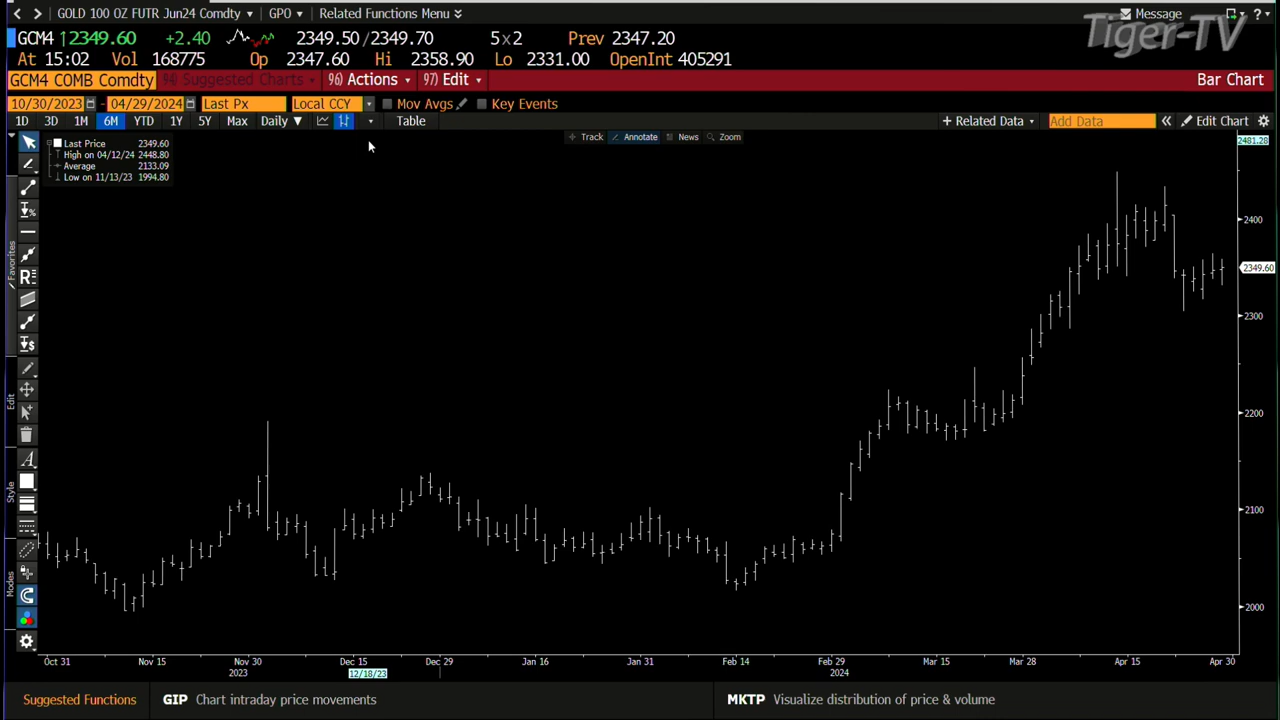 GOLD 100 OZ FUTR Jun24 Comdty GPO Related Functions Menu Message ?
Tiger-TV
GCM4 ↑2349.60 +2.40 2349.50/2349.70 5x2 Prev 2347.20
At 15:02 Vol 168775 Op 2347.60 Hi 2358.90 Lo 2331.00 OpenInt 405291
GCM4 COMB Comdty 94) Suggested Charts 96) Actions 97) Edit Bar Chart
10/30/2023 - 04/29/2024 Last Px Local CCY Mov Avgs Key Events
1D 3D 1M 6M YTD 1Y 5Y Max Daily Table + Related Data Add Data Edit Chart
Track Annotate News Zoom
Last Price 2349.60
High on 04/12/24 2448.80
Average 2133.09
Low on 11/13/23 1994.80
2481.28
2400
2349.60
2300
2200
2100
2000
Favorites
Edit
Style
Modes
Oct 31 Nov 15 Nov 30 Dec 15 Dec 29 Jan 16 Jan 31 Feb 14 Feb 29 Mar 15 Mar 28 Apr 15 Apr 30
2023 12/18/23 2024
Suggested Functions GIP Chart intraday price movements MKTP Visualize distribution of price & volume